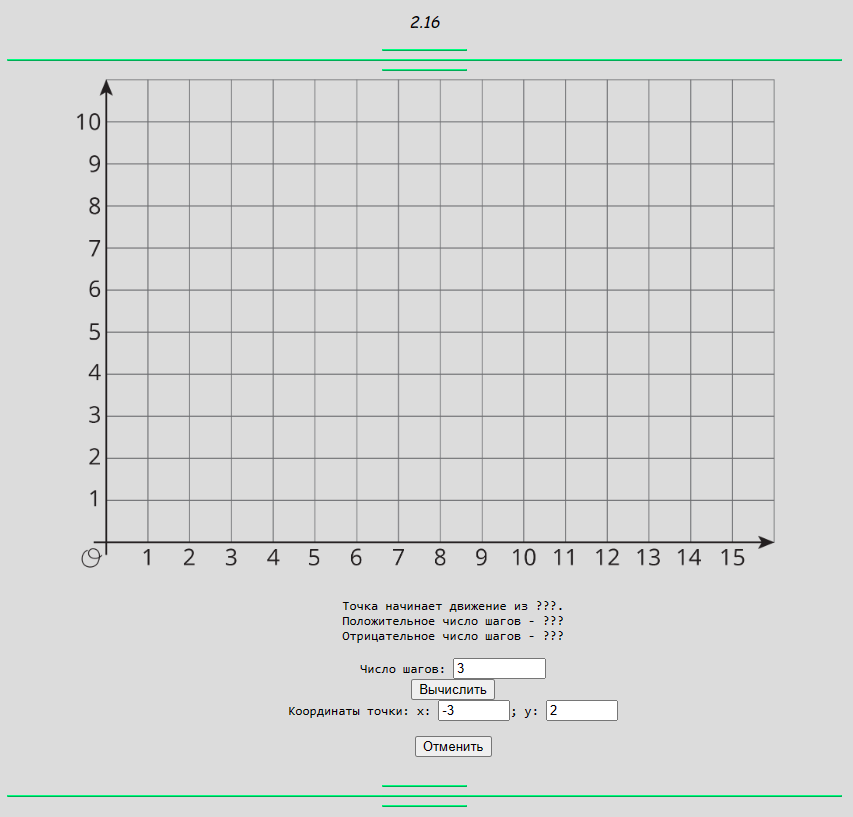 2.16
10
9
8
7
6
5
4
3
2
1
O 1 2 3 4 5 6 7 8 9 10 11 12 13 14 15
Точка начинает движение из ???.
Положительное число шагов - ???
Отрицательное число шагов - ???
Число шагов: 3
Вычислить
Координаты точки: x: -3 ; y: 2
Отменить